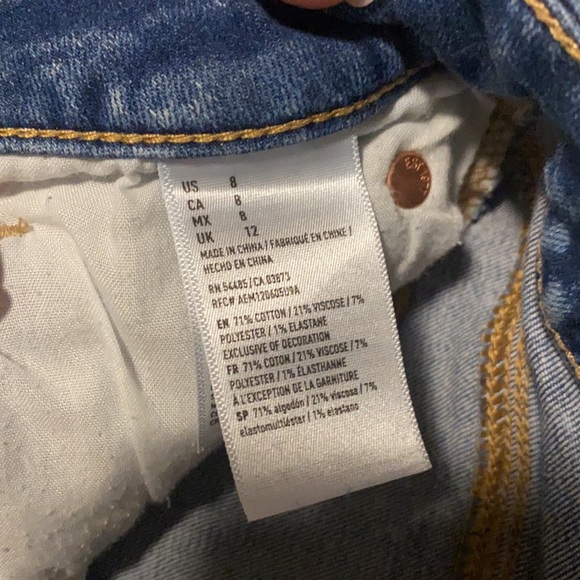 US 8
CA 8
MX 8
UK 12
MADE IN CHINA / FABRIQUÉ EN CHINE /
HECHO EN CHINA
RN 54485 / CA 03873
RFC# AEM120605U9A
EN 71% COTTON / 21% VISCOSE / 7%
POLYESTER / 1% ELASTANE
EXCLUSIVE OF DECORATION
FR 71% COTON / 21% VISCOSE / 7%
POLYESTER / 1% ÉLASTHANNE
À L'EXCEPTION DE LA GARNITURE
SP 71% algodón / 21% viscosa / 7%
elastomultiéster / 1% elastano